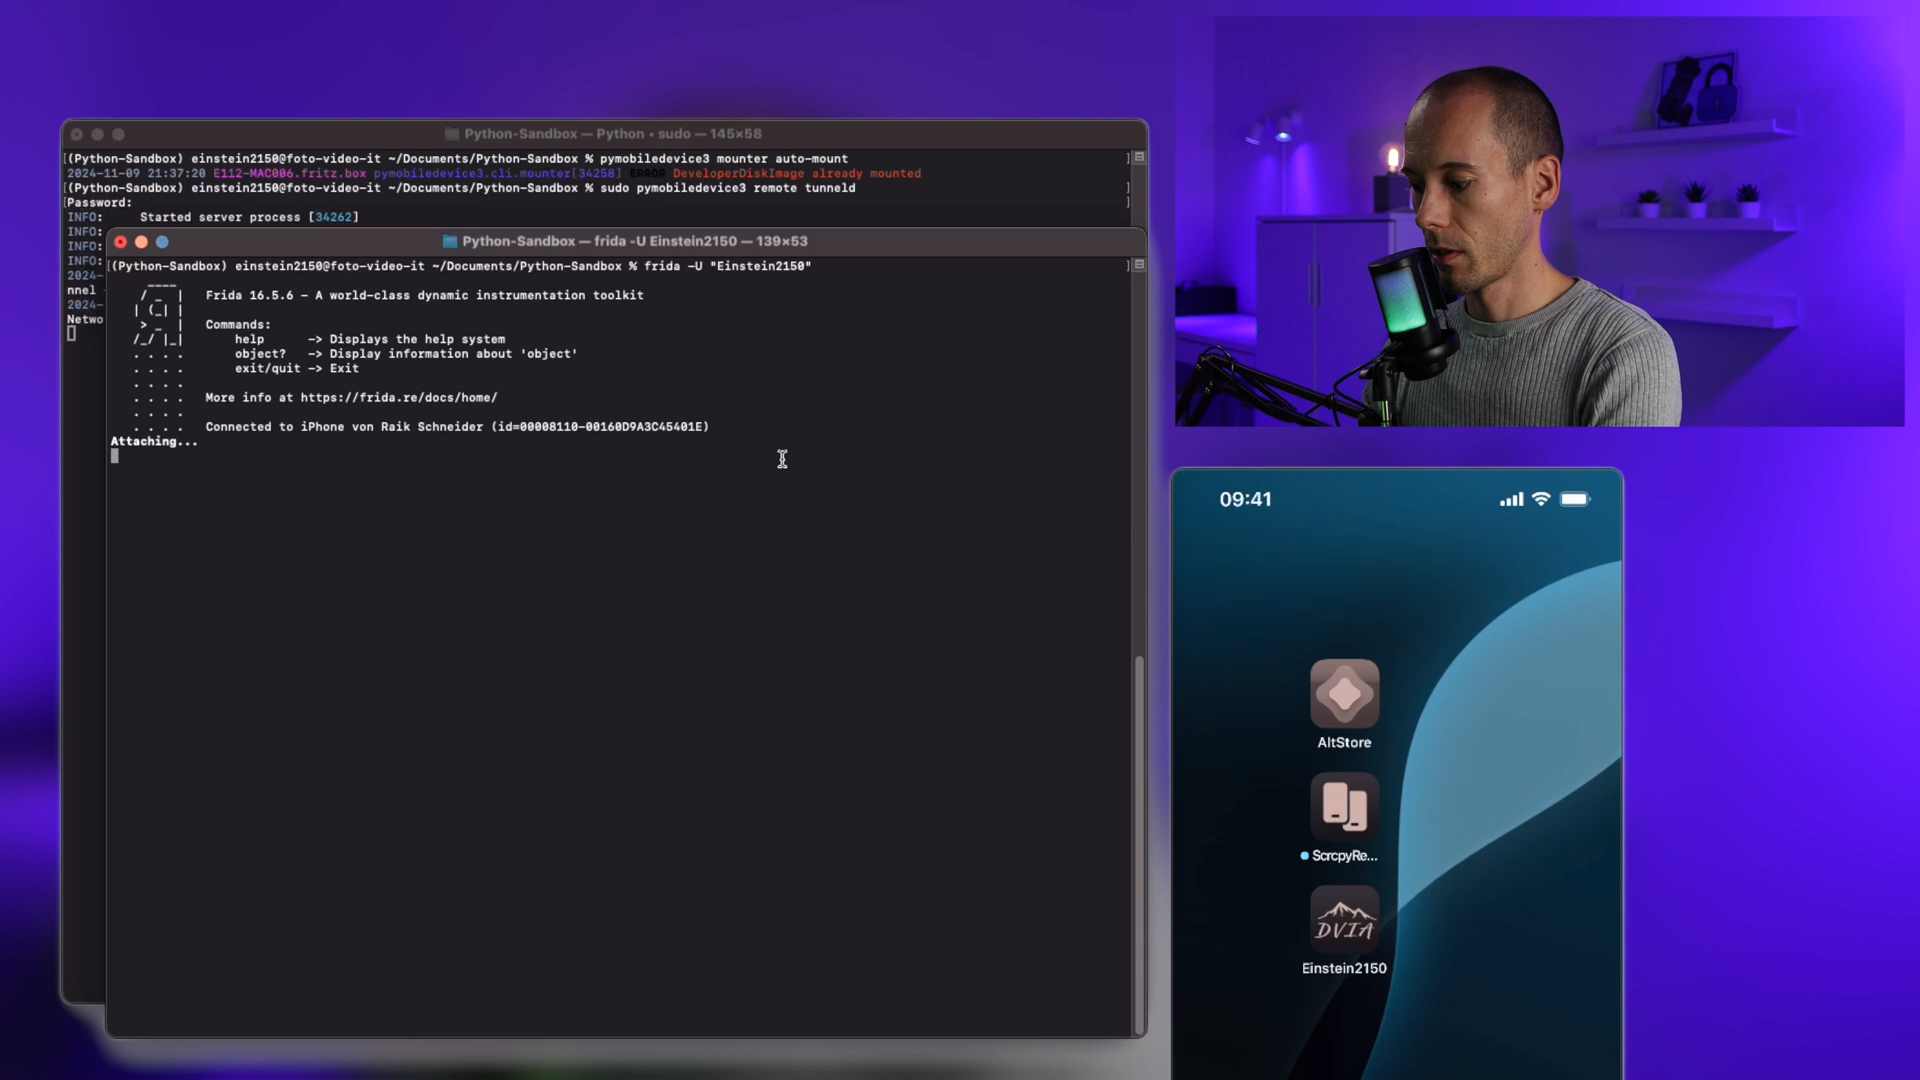 Python-Sandbox — Python • sudo — 145×58
[(Python-Sandbox) einstein2150@foto-video-it ~/Documents/Python-Sandbox % pymobiledevice3 mounter auto-mount ]
2024-11-09 21:37:20 E112-MAC006.fritz.box pymobiledevice3.cli.mounter[34258] ERROR DeveloperDiskImage already mounted
[(Python-Sandbox) einstein2150@foto-video-it ~/Documents/Python-Sandbox % sudo pymobiledevice3 remote tunneld ]
[Password: ]
INFO: Started server process [34262]
INFO:
INFO:
INFO:
2024-
nnel
2024-
Netwo
Python-Sandbox — frida -U Einstein2150 — 139×53
[(Python-Sandbox) einstein2150@foto-video-it ~/Documents/Python-Sandbox % frida -U "Einstein2150" ]
Frida 16.5.6 - A world-class dynamic instrumentation toolkit
Commands:
help -> Displays the help system
object? -> Display information about 'object'
exit/quit -> Exit
More info at https://frida.re/docs/home/
Connected to iPhone von Raik Schneider (id=00008110-00160D9A3C45401E)
Attaching...
09:41
AltStore
ScrcpyRe...
DVIA
Einstein2150